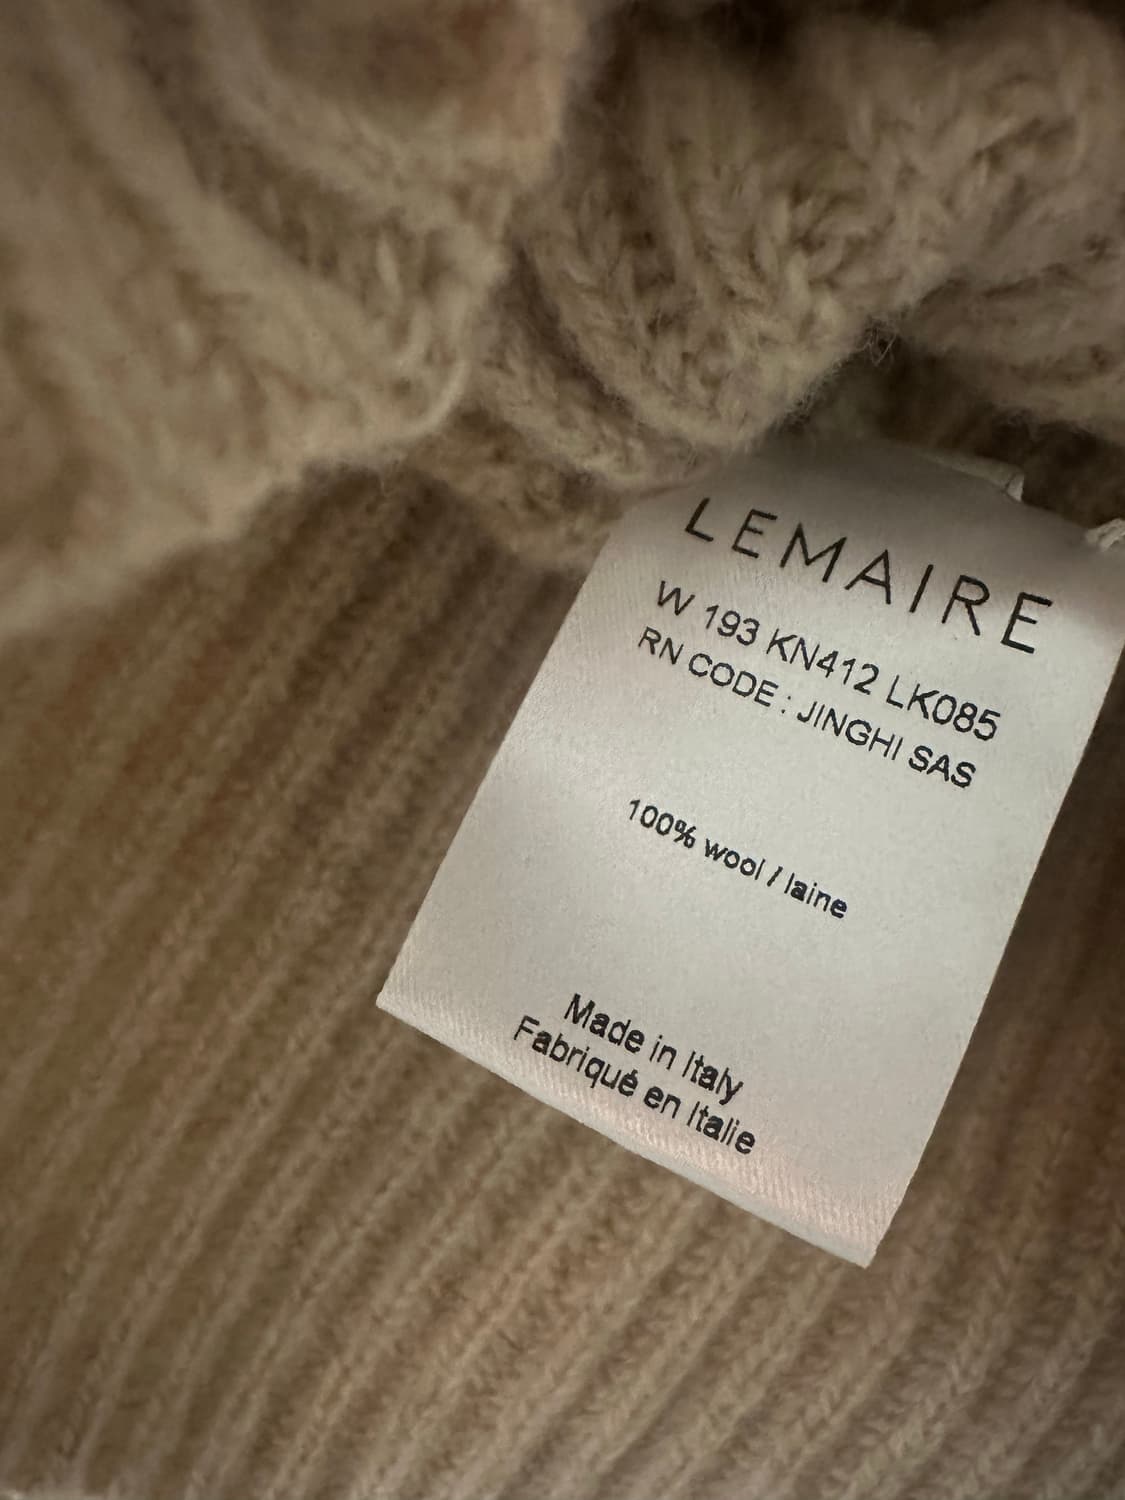 LEMAIRE
W 193 KN412 LK085
RN CODE : JINGHI SAS
100% wool / laine
Made in Italy
Fabriqué en Italie